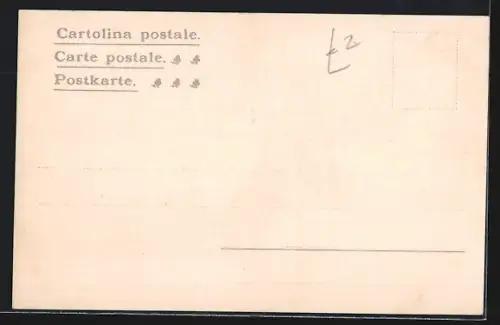 Cartolina postale.
Carte postale.
Postkarte.
£2